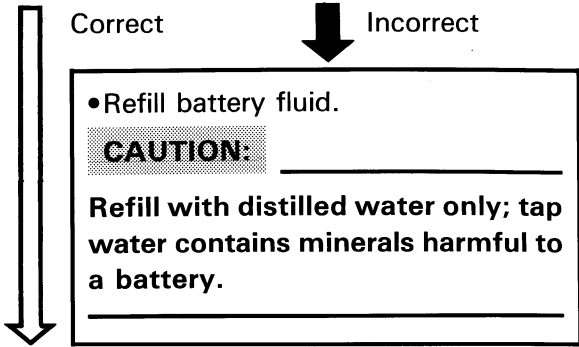 Correct
Incorrect
•Refill battery fluid.
CAUTION:
Refill with distilled water only; tap
water contains minerals harmful to
a battery.